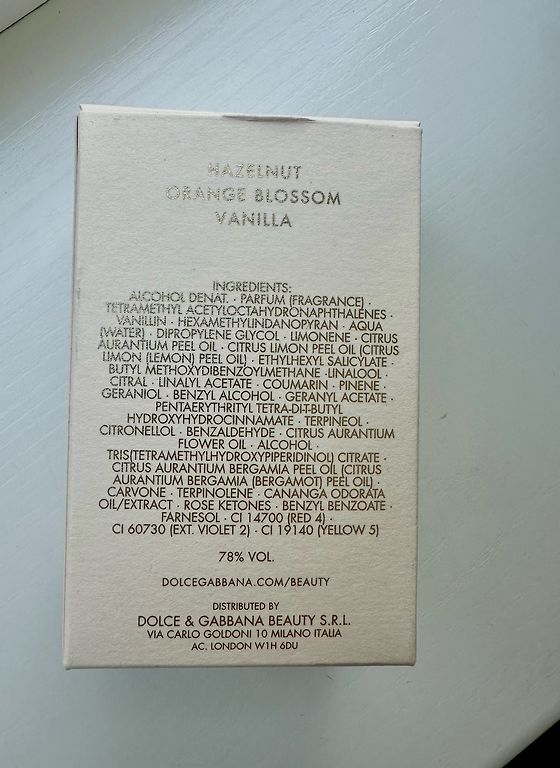 HAZELNUT
ORANGE BLOSSOM
VANILLA
INGREDIENTS:
ALCOHOL DENAT. · PARFUM (FRAGRANCE) ·
TETRAMETHYL ACETYLOCTAHYDRONAPHTHALENES ·
VANILLIN · HEXAMETHYLINDANOPYRAN · AQUA
(WATER) · DIPROPYLENE GLYCOL · LIMONENE · CITRUS
AURANTIUM PEEL OIL · CITRUS LIMON PEEL OIL (CITRUS
LIMON (LEMON) PEEL OIL) · ETHYLHEXYL SALICYLATE ·
BUTYL METHOXYDIBENZOYLMETHANE · LINALOOL ·
CITRAL · LINALYL ACETATE · COUMARIN · PINENE ·
GERANIOL · BENZYL ALCOHOL · GERANYL ACETATE ·
PENTAERYTHRITYL TETRA-DI-T-BUTYL
HYDROXYHYDROCINNAMATE · TERPINEOL ·
CITRONELLOL · BENZALDEHYDE · CITRUS AURANTIUM
FLOWER OIL · ALCOHOL ·
TRIS(TETRAMETHYLHYDROXYPIPERIDINOL) CITRATE ·
CITRUS AURANTIUM BERGAMIA PEEL OIL (CITRUS
AURANTIUM BERGAMIA (BERGAMOT) PEEL OIL) ·
CARVONE · TERPINOLENE · CANANGA ODORATA
OIL/EXTRACT · ROSE KETONES · BENZYL BENZOATE ·
FARNESOL · CI 14700 (RED 4) ·
CI 60730 (EXT. VIOLET 2) · CI 19140 (YELLOW 5)
78% VOL.
DOLCEGABBANA.COM/BEAUTY
DISTRIBUTED BY
DOLCE & GABBANA BEAUTY S.R.L.
VIA CARLO GOLDONI 10 MILANO ITALIA
AC. LONDON W1H 6DU